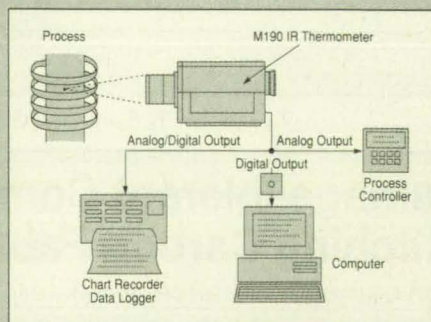 Process
M190 IR Thermometer
Analog/Digital Output
Analog Output
Digital Output
Process
Controller
Computer
Chart Recorder
Data Logger